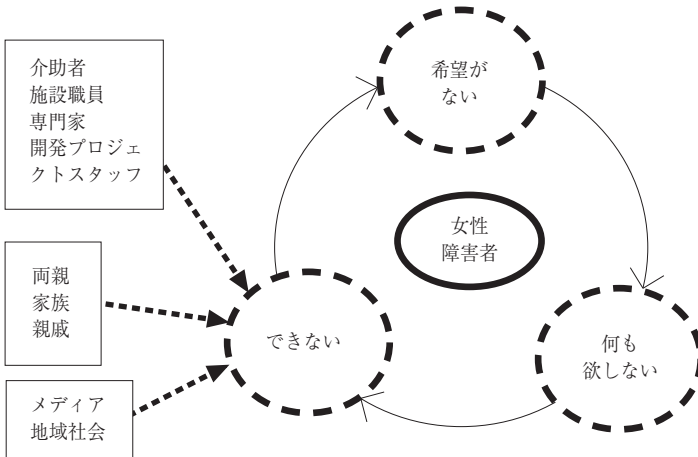 介助者
施設職員
専門家
開発プロジェ
クトスタッフ
両親
家族
親戚
メディア
地域社会
希望が
ない
女性
障害者
できない
何も
欲しない